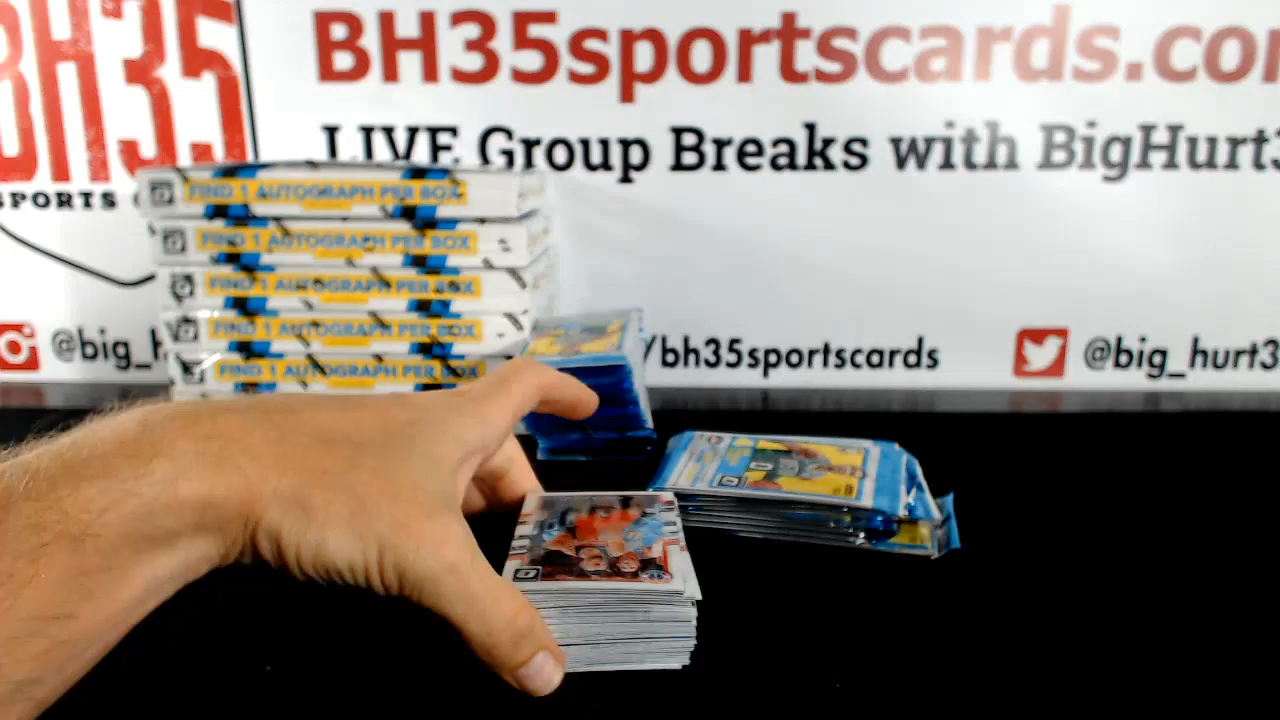 BH35
SPORTS
BH35sportscards.co
LIVE Group Breaks with BigHurt3
FIND 1 AUTOGRAPH PER BOX
FIND 1 AUTOGRAPH PER BOX
FIND 1 AUTOGRAPH PER BOX
FIND 1 AUTOGRAPH PER BOX
FIND 1 AUTOGRAPH PER BOX
@big_h
/bh35sportscards
@big_hurt3